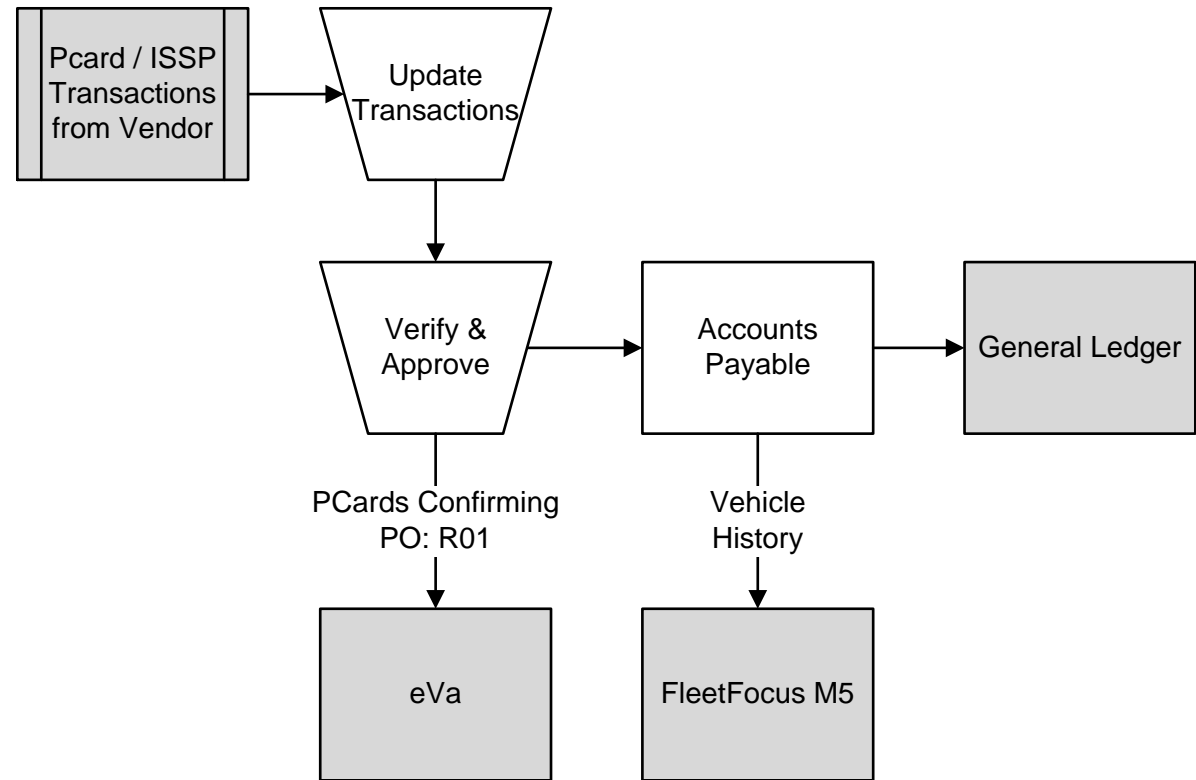 Pcard / ISSP
Transactions
from Vendor
Update
Transactions
Verify &
Approve
Accounts
Payable
General Ledger
PCards Confirming
PO: R01
Vehicle
History
eVa
FleetFocus M5